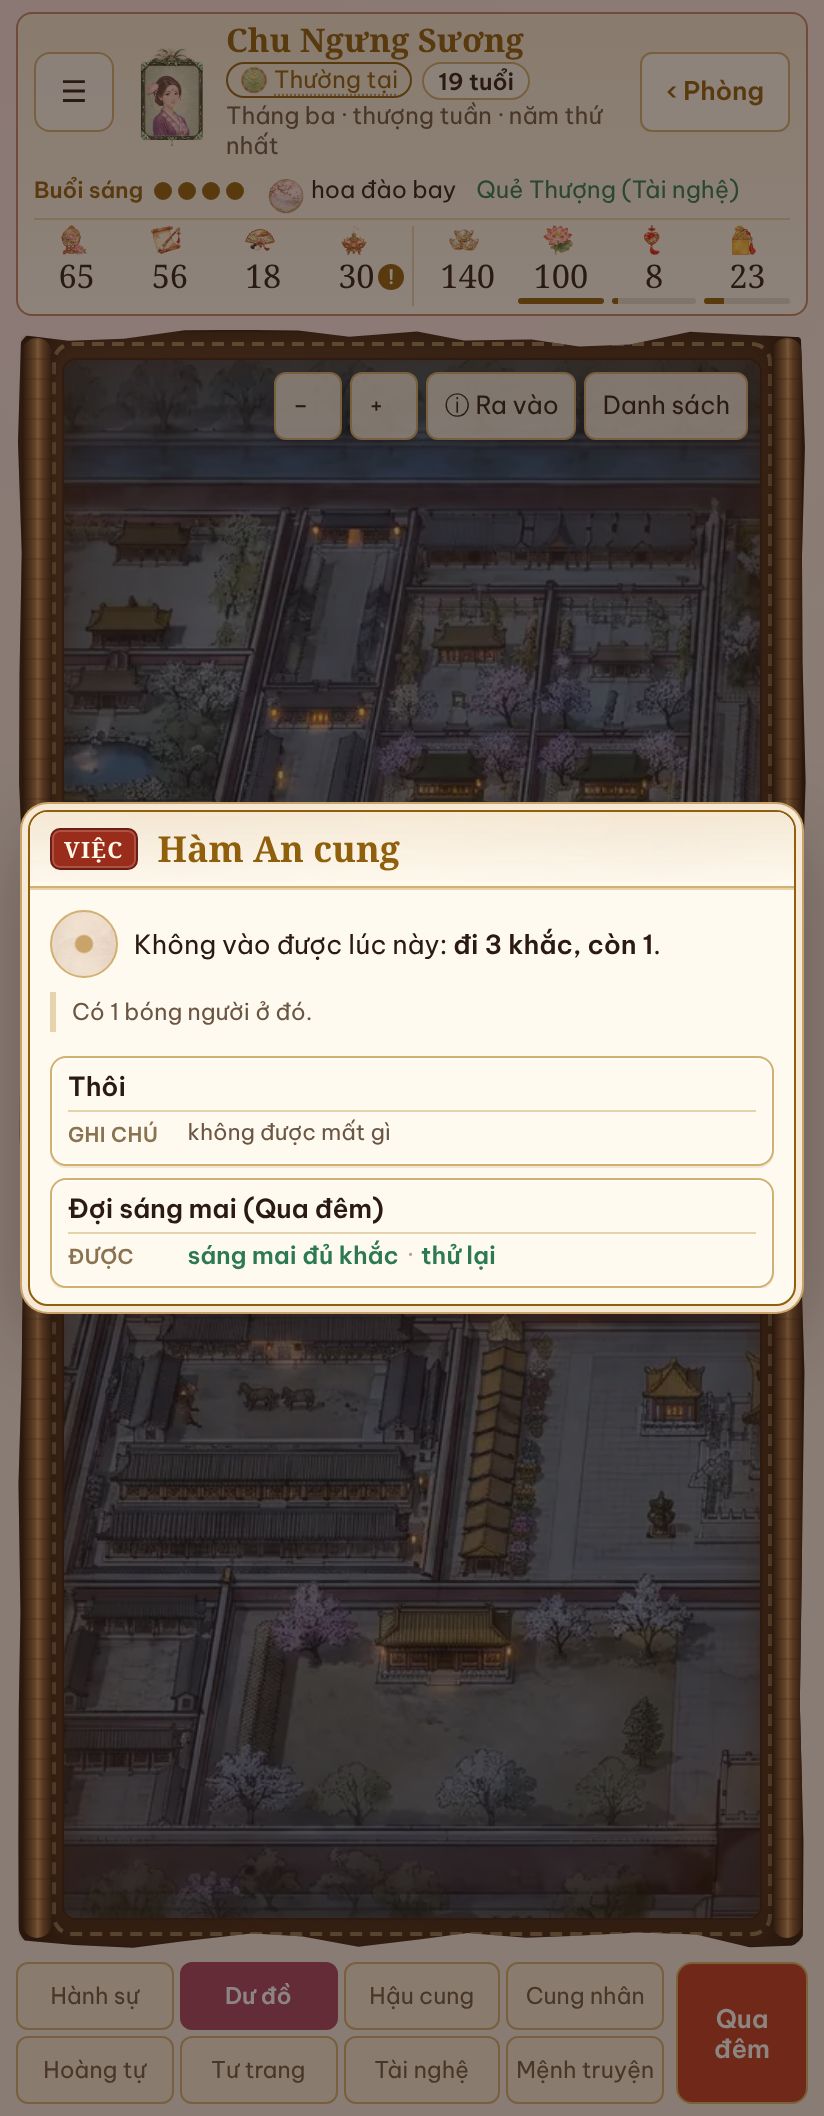 Chu Ngưng Sương
☰
Thường tại
19 tuổi
‹ Phòng
Tháng ba · thượng tuần · năm thứ
nhất
Buổi sáng
hoa đào bay
Quẻ Thượng (Tài nghệ)
65 56 18 30 ! 140 100 8 23
− + ⓘ Ra vào Danh sách
VIỆC Hàm An cung
Không vào được lúc này: đi 3 khắc, còn 1.
Có 1 bóng người ở đó.
Thôi
GHI CHÚ không được mất gì
Đợi sáng mai (Qua đêm)
ĐƯỢC sáng mai đủ khắc · thử lại
Hành sự Dư đồ Hậu cung Cung nhân
Qua
đêm
Hoàng tự Tư trang Tài nghệ Mệnh truyện